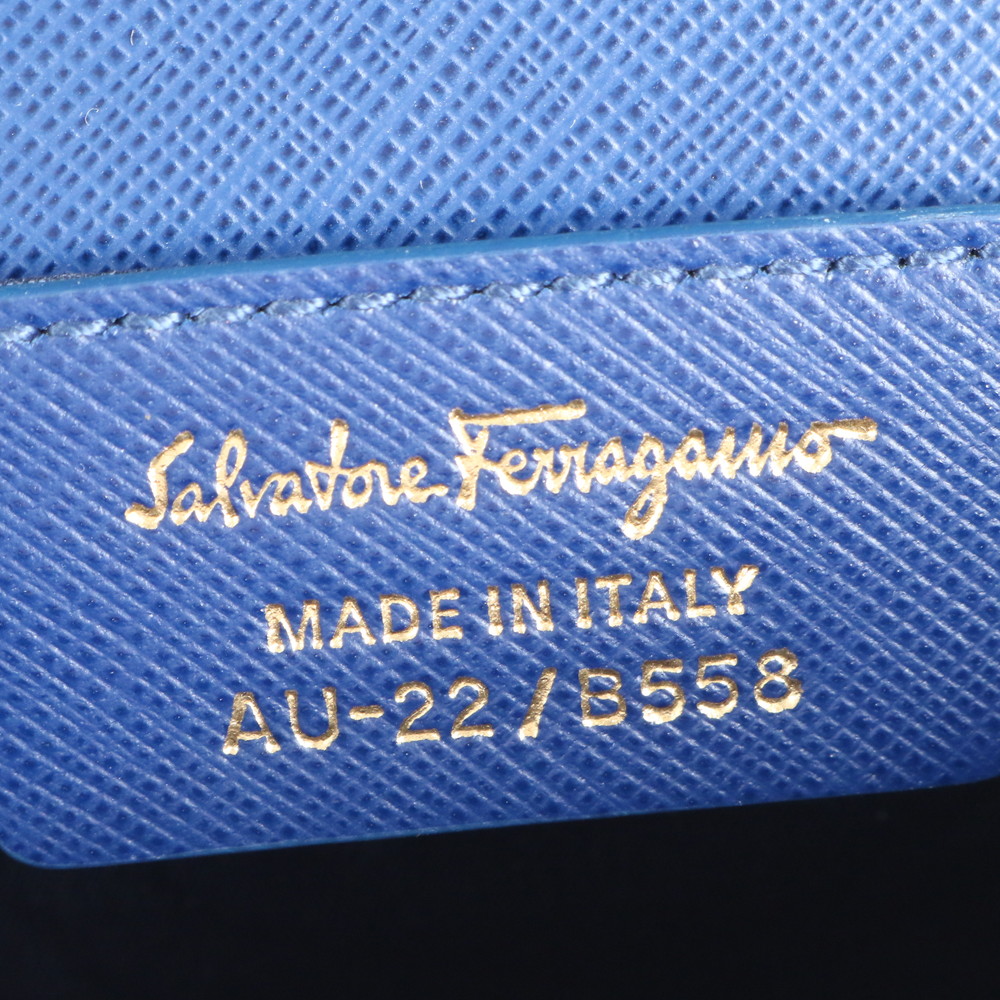 Salvatore Ferragamo
MADE IN ITALY
AU-22/B558